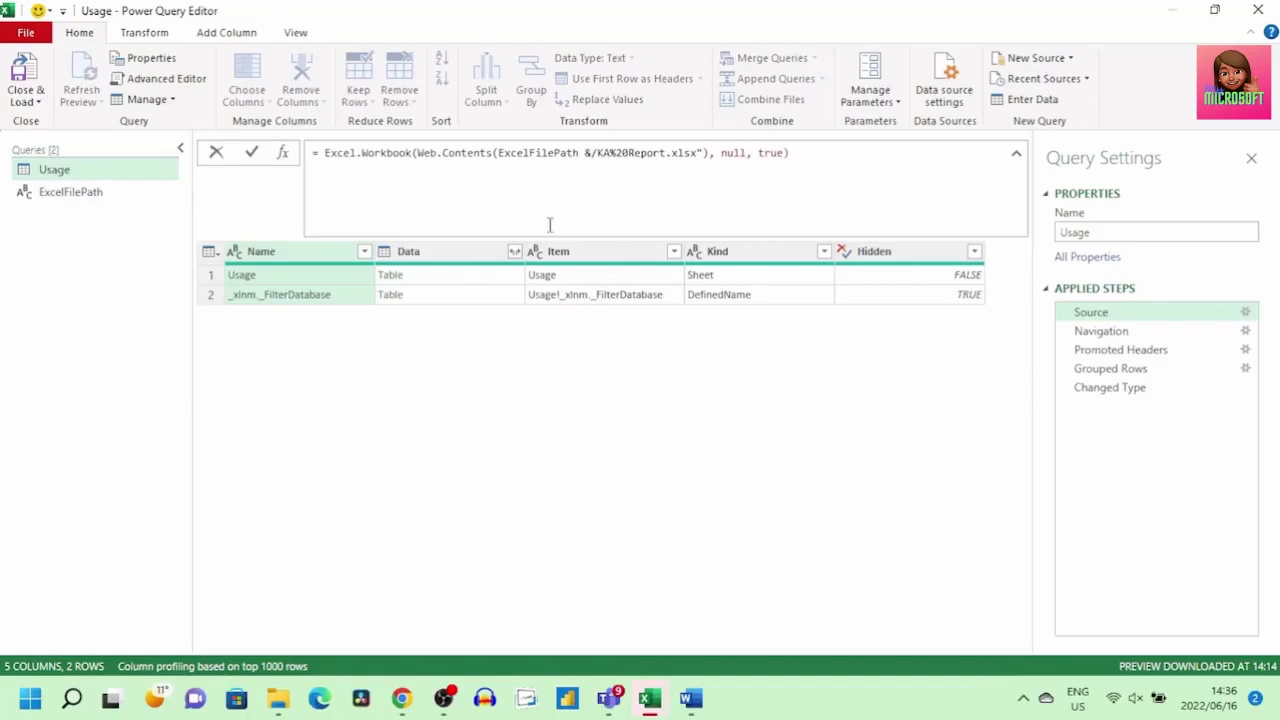 Usage - Power Query Editor
File Home Transform Add Column View
Close & Load
Refresh Preview
Properties
Advanced Editor
Manage
Choose Columns
Remove Columns
Keep Rows
Remove Rows
Split Column
Group By
Data Type: Text
Use First Row as Headers
Replace Values
Merge Queries
Append Queries
Combine Files
Manage Parameters
Data source settings
New Source
Recent Sources
Enter Data
MICROSOFT
Close Query Manage Columns Reduce Rows Sort Transform Combine Parameters Data Sources New Query
Queries [2]
Usage
ExcelFilePath
= Excel.Workbook(Web.Contents(ExcelFilePath &/KA%20Report.xlsx"), null, true)
Name Data Item Kind Hidden
1 Usage Table Usage Sheet FALSE
2 _xlnm._FilterDatabase Table Usage!_xlnm._FilterDatabase DefinedName TRUE
Query Settings
PROPERTIES
Name
Usage
All Properties
APPLIED STEPS
Source
Navigation
Promoted Headers
Grouped Rows
Changed Type
5 COLUMNS, 2 ROWS Column profiling based on top 1000 rows
PREVIEW DOWNLOADED AT 14:14
11°
9
ENG
US
14:36
2022/06/16
2